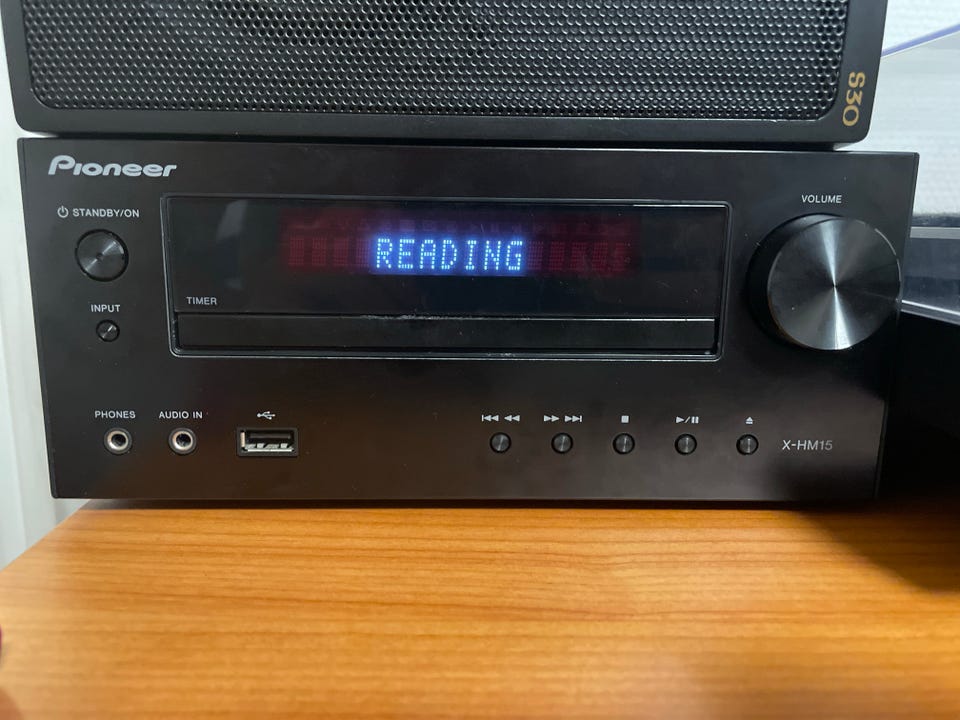 S30
Pioneer
STANDBY/ON
VOLUME
READING
TIMER
INPUT
PHONES
AUDIO IN
X-HM15